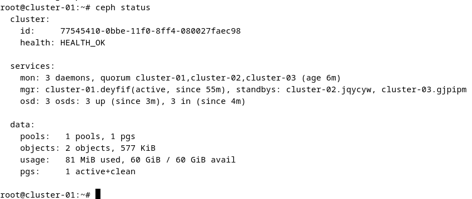 root@cluster-01:~# ceph status
  cluster:
    id:     77545410-0bbe-11f0-8ff4-080027faec98
    health: HEALTH_OK

  services:
    mon: 3 daemons, quorum cluster-01,cluster-02,cluster-03 (age 6m)
    mgr: cluster-01.deyfif(active, since 55m), standbys: cluster-02.jqycyw, cluster-03.gjpipm
    osd: 3 osds: 3 up (since 3m), 3 in (since 4m)

  data:
    pools:   1 pools, 1 pgs
    objects: 2 objects, 577 KiB
    usage:   81 MiB used, 60 GiB / 60 GiB avail
    pgs:     1 active+clean

root@cluster-01:~#